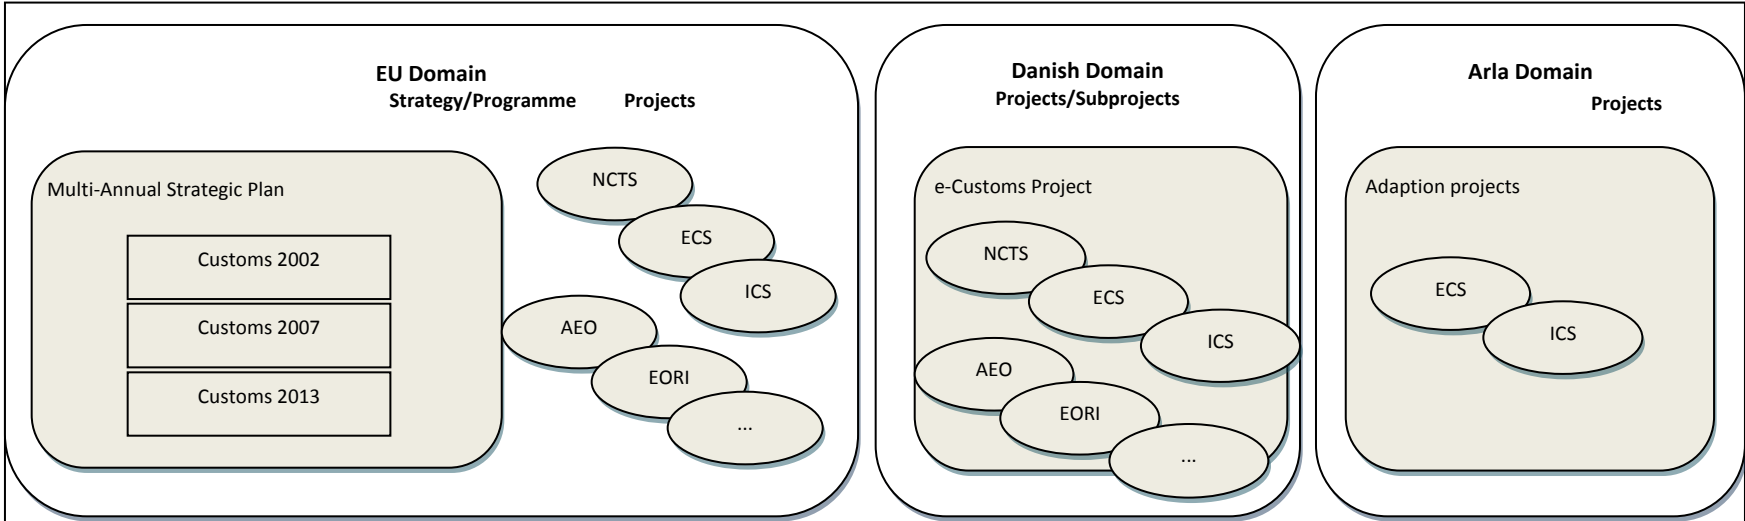 EU Domain
Strategy/Programme Projects
Multi-Annual Strategic Plan
Customs 2002
Customs 2007
Customs 2013
NCTS
ECS
ICS
AEO
EORI
...
Danish Domain
Projects/Subprojects
e-Customs Project
NCTS
ECS
ICS
AEO
EORI
...
Arla Domain
Projects
Adaption projects
ECS
ICS